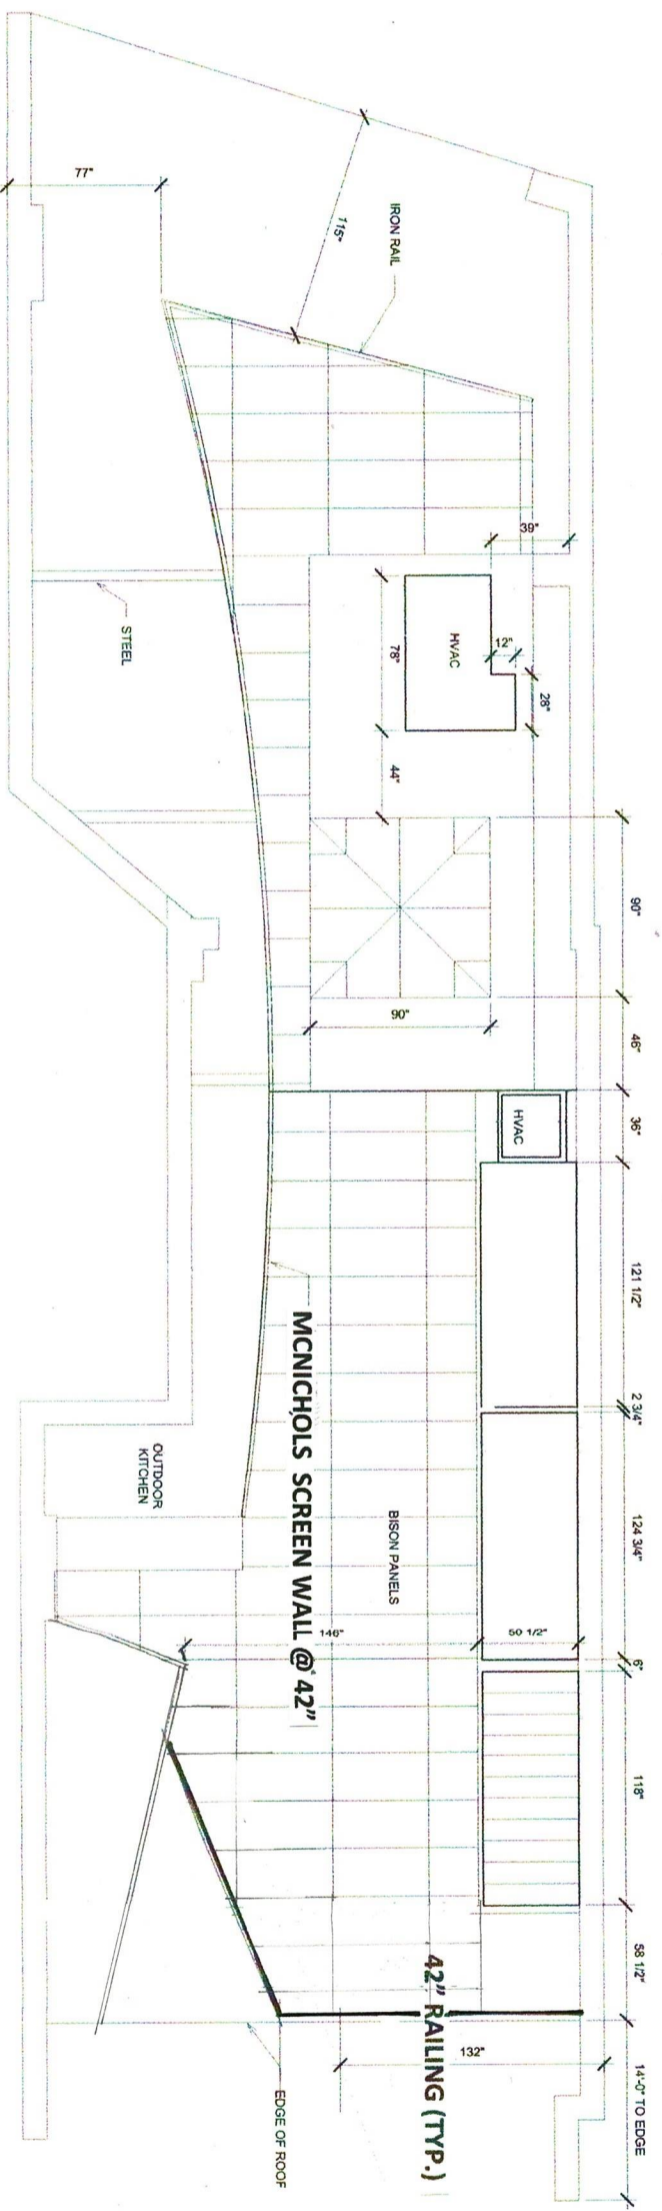 77"
115"
IRON RAIL
STEEL
39"
12"
HVAC
78"
28"
44"
90"
90"
46"
HVAC
36"
121 1/2"
2 3/4"
124 3/4"
6"
118"
58 1/2"
14'-0" TO EDGE
MCNICHOLS SCREEN WALL @ 42"
BISON PANELS
OUTDOOR
KITCHEN
146"
50 1/2"
42" RAILING (TYP.)
132"
EDGE OF ROOF